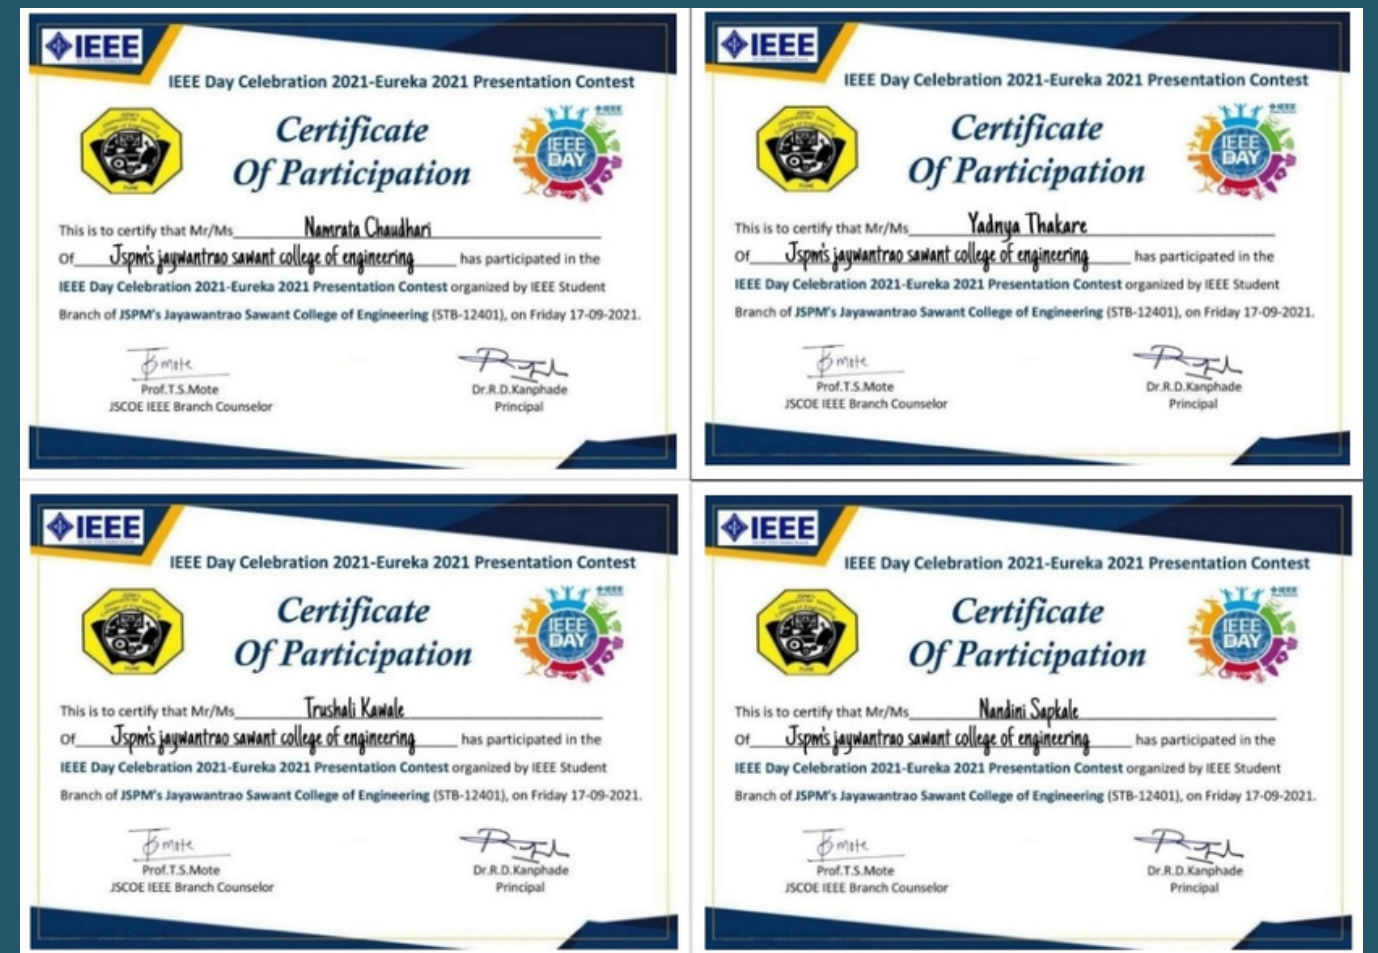 IEEE
IEEE Day Celebration 2021-Eureka 2021 Presentation Contest
Certificate
Of Participation
IEEE
IEEE
DAY
PUNE
This is to certify that Mr/Ms Namrata Chaudhari
Of Jspm's jaywantrao sawant college of engineering has participated in the
IEEE Day Celebration 2021-Eureka 2021 Presentation Contest organized by IEEE Student
Branch of JSPM's Jayawantrao Sawant College of Engineering (STB-12401), on Friday 17-09-2021.
Prof.T.S.Mote
JSCOE IEEE Branch Counselor
Dr.R.D.Kanphade
Principal
IEEE
IEEE Day Celebration 2021-Eureka 2021 Presentation Contest
Certificate
Of Participation
IEEE
IEEE
DAY
PUNE
This is to certify that Mr/Ms Yadnya Thakare
Of Jspm's jaywantrao sawant college of engineering has participated in the
IEEE Day Celebration 2021-Eureka 2021 Presentation Contest organized by IEEE Student
Branch of JSPM's Jayawantrao Sawant College of Engineering (STB-12401), on Friday 17-09-2021.
Prof.T.S.Mote
JSCOE IEEE Branch Counselor
Dr.R.D.Kanphade
Principal
IEEE
IEEE Day Celebration 2021-Eureka 2021 Presentation Contest
Certificate
Of Participation
IEEE
IEEE
DAY
PUNE
This is to certify that Mr/Ms Trushali Kawale
Of Jspm's jaywantrao sawant college of engineering has participated in the
IEEE Day Celebration 2021-Eureka 2021 Presentation Contest organized by IEEE Student
Branch of JSPM's Jayawantrao Sawant College of Engineering (STB-12401), on Friday 17-09-2021.
Prof.T.S.Mote
JSCOE IEEE Branch Counselor
Dr.R.D.Kanphade
Principal
IEEE
IEEE Day Celebration 2021-Eureka 2021 Presentation Contest
Certificate
Of Participation
IEEE
IEEE
DAY
PUNE
This is to certify that Mr/Ms Nandini Sapkale
Of Jspm's jaywantrao sawant college of engineering has participated in the
IEEE Day Celebration 2021-Eureka 2021 Presentation Contest organized by IEEE Student
Branch of JSPM's Jayawantrao Sawant College of Engineering (STB-12401), on Friday 17-09-2021.
Prof.T.S.Mote
JSCOE IEEE Branch Counselor
Dr.R.D.Kanphade
Principal